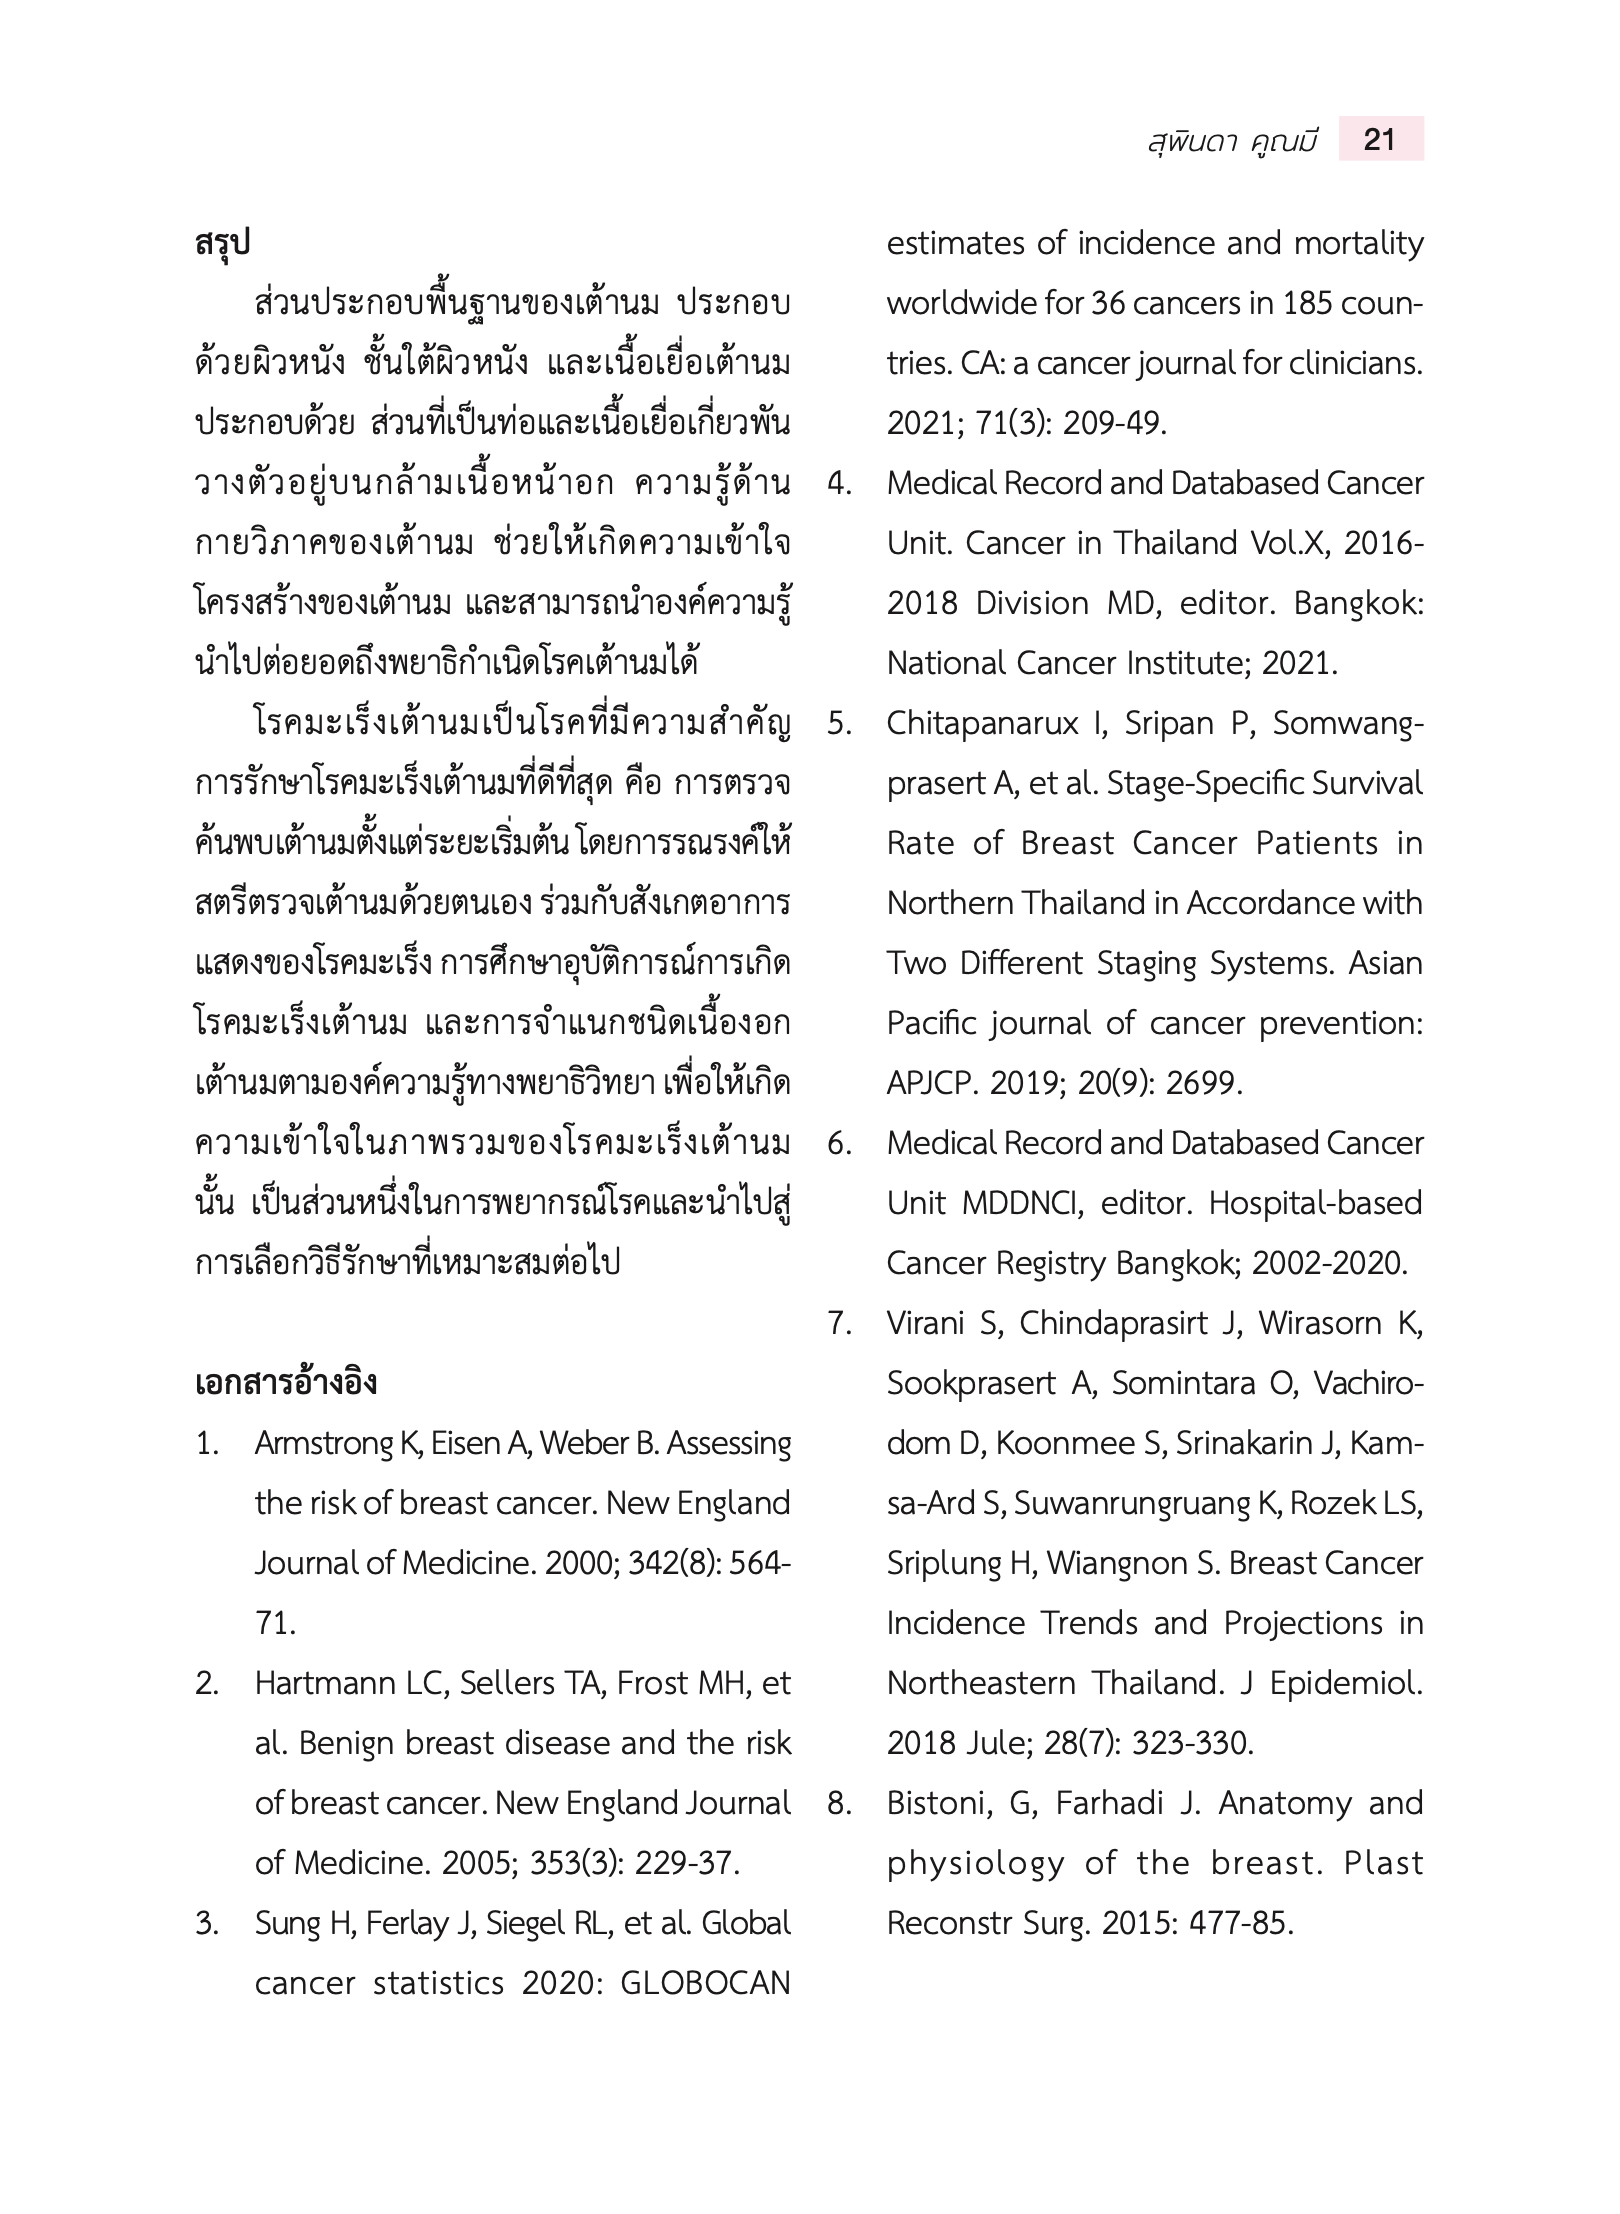 สุพินดา คูณมี 21
สรุป
ส่วนประกอบพื้นฐานของเต้านม ประกอบ
ด้วยผิวหนัง ชั้นใต้ผิวหนัง และเนื้อเยื่อเต้านม
ประกอบด้วย ส่วนที่เป็นท่อและเนื้อเยื่อเกี่ยวพัน
วางตัวอยู่บนกล้ามเนื้อหน้าอก ความรู้ด้าน
กายวิภาคของเต้านม ช่วยให้เกิดความเข้าใจ
โครงสร้างของเต้านม และสามารถนำองค์ความรู้
นำไปต่อยอดถึงพยาธิกำเนิดโรคเต้านมได้
โรคมะเร็งเต้านมเป็นโรคที่มีความสำคัญ
การรักษาโรคมะเร็งเต้านมที่ดีที่สุด คือ การตรวจ
ค้นพบเต้านมตั้งแต่ระยะเริ่มต้น โดยการรณรงค์ให้
สตรีตรวจเต้านมด้วยตนเอง ร่วมกับสังเกตอาการ
แสดงของโรคมะเร็ง การศึกษาอุบัติการณ์การเกิด
โรคมะเร็งเต้านม และการจำแนกชนิดเนื้องอก
เต้านมตามองค์ความรู้ทางพยาธิวิทยา เพื่อให้เกิด
ความเข้าใจในภาพรวมของโรคมะเร็งเต้านม
นั้น เป็นส่วนหนึ่งในการพยากรณ์โรคและนำไปสู่
การเลือกวิธีรักษาที่เหมาะสมต่อไป
เอกสารอ้างอิง
1. Armstrong K, Eisen A, Weber B. Assessing
the risk of breast cancer. New England
Journal of Medicine. 2000; 342(8): 564-
71.
2. Hartmann LC, Sellers TA, Frost MH, et
al. Benign breast disease and the risk
of breast cancer. New England Journal
of Medicine. 2005; 353(3): 229-37.
3. Sung H, Ferlay J, Siegel RL, et al. Global
cancer statistics 2020: GLOBOCAN
estimates of incidence and mortality
worldwide for 36 cancers in 185 coun-
tries. CA: a cancer journal for clinicians.
2021; 71(3): 209-49.
4. Medical Record and Databased Cancer
Unit. Cancer in Thailand Vol.X, 2016-
2018 Division MD, editor. Bangkok:
National Cancer Institute; 2021.
5. Chitapanarux I, Sripan P, Somwang-
prasert A, et al. Stage-Specific Survival
Rate of Breast Cancer Patients in
Northern Thailand in Accordance with
Two Different Staging Systems. Asian
Pacific journal of cancer prevention:
APJCP. 2019; 20(9): 2699.
6. Medical Record and Databased Cancer
Unit MDDNCI, editor. Hospital-based
Cancer Registry Bangkok; 2002-2020.
7. Virani S, Chindaprasirt J, Wirasorn K,
Sookprasert A, Somintara O, Vachiro-
dom D, Koonmee S, Srinakarin J, Kam-
sa-Ard S, Suwanrungruang K, Rozek LS,
Sriplung H, Wiangnon S. Breast Cancer
Incidence Trends and Projections in
Northeastern Thailand. J Epidemiol.
2018 Jule; 28(7): 323-330.
8. Bistoni, G, Farhadi J. Anatomy and
physiology of the breast. Plast
Reconstr Surg. 2015: 477-85.